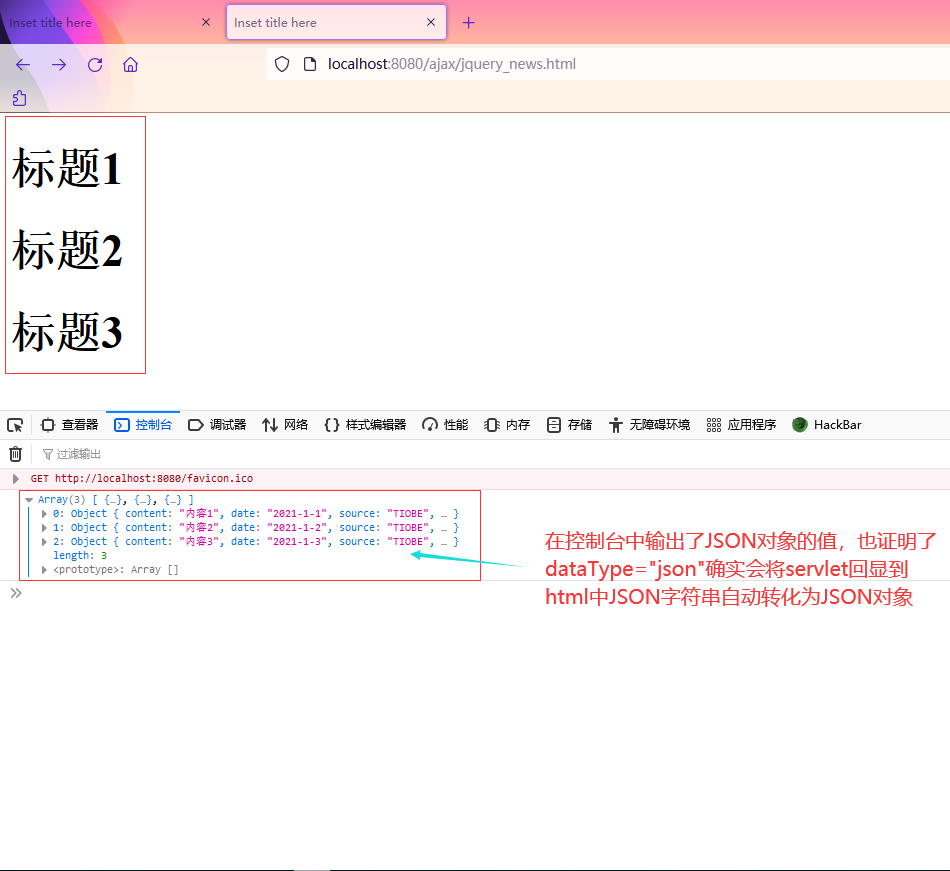 Inset title here
Inset title here
localhost:8080/ajax/jquery_news.html
标题1
标题2
标题3
查看器 控制台 调试器 网络 {} 样式编辑器 性能 内存 存储 无障碍环境 应用程序 HackBar
过滤输出
GET http://localhost:8080/favicon.ico
Array(3) [ {…}, {…}, {…} ]
0: Object { content: "内容1", date: "2021-1-1", source: "TIOBE", … }
1: Object { content: "内容2", date: "2021-1-2", source: "TIOBE", … }
2: Object { content: "内容3", date: "2021-1-3", source: "TIOBE", … }
length: 3
<prototype>: Array []
在控制台中输出了JSON对象的值，也证明了
dataType="json"确实会将servlet回显到
html中JSON字符串自动转化为JSON对象